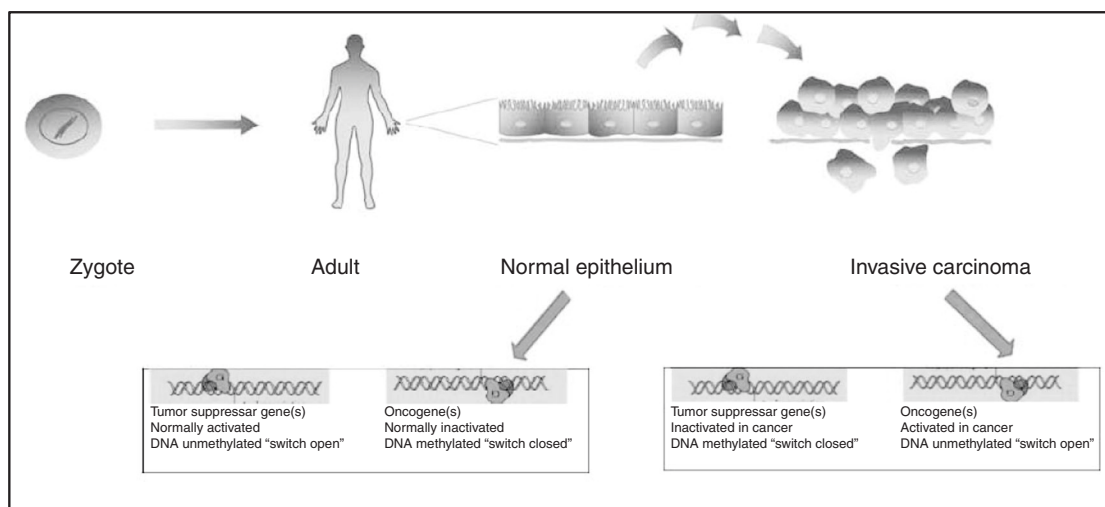 Zygote
Adult
Normal epithelium
Invasive carcinoma
Tumor suppressar gene(s)
Normally activated
DNA unmethylated “switch open”
Oncogene(s)
Normally inactivated
DNA methylated “switch closed”
Tumor suppressar gene(s)
Inactivated in cancer
DNA methylated “switch closed”
Oncogene(s)
Activated in cancer
DNA unmethylated “switch open”